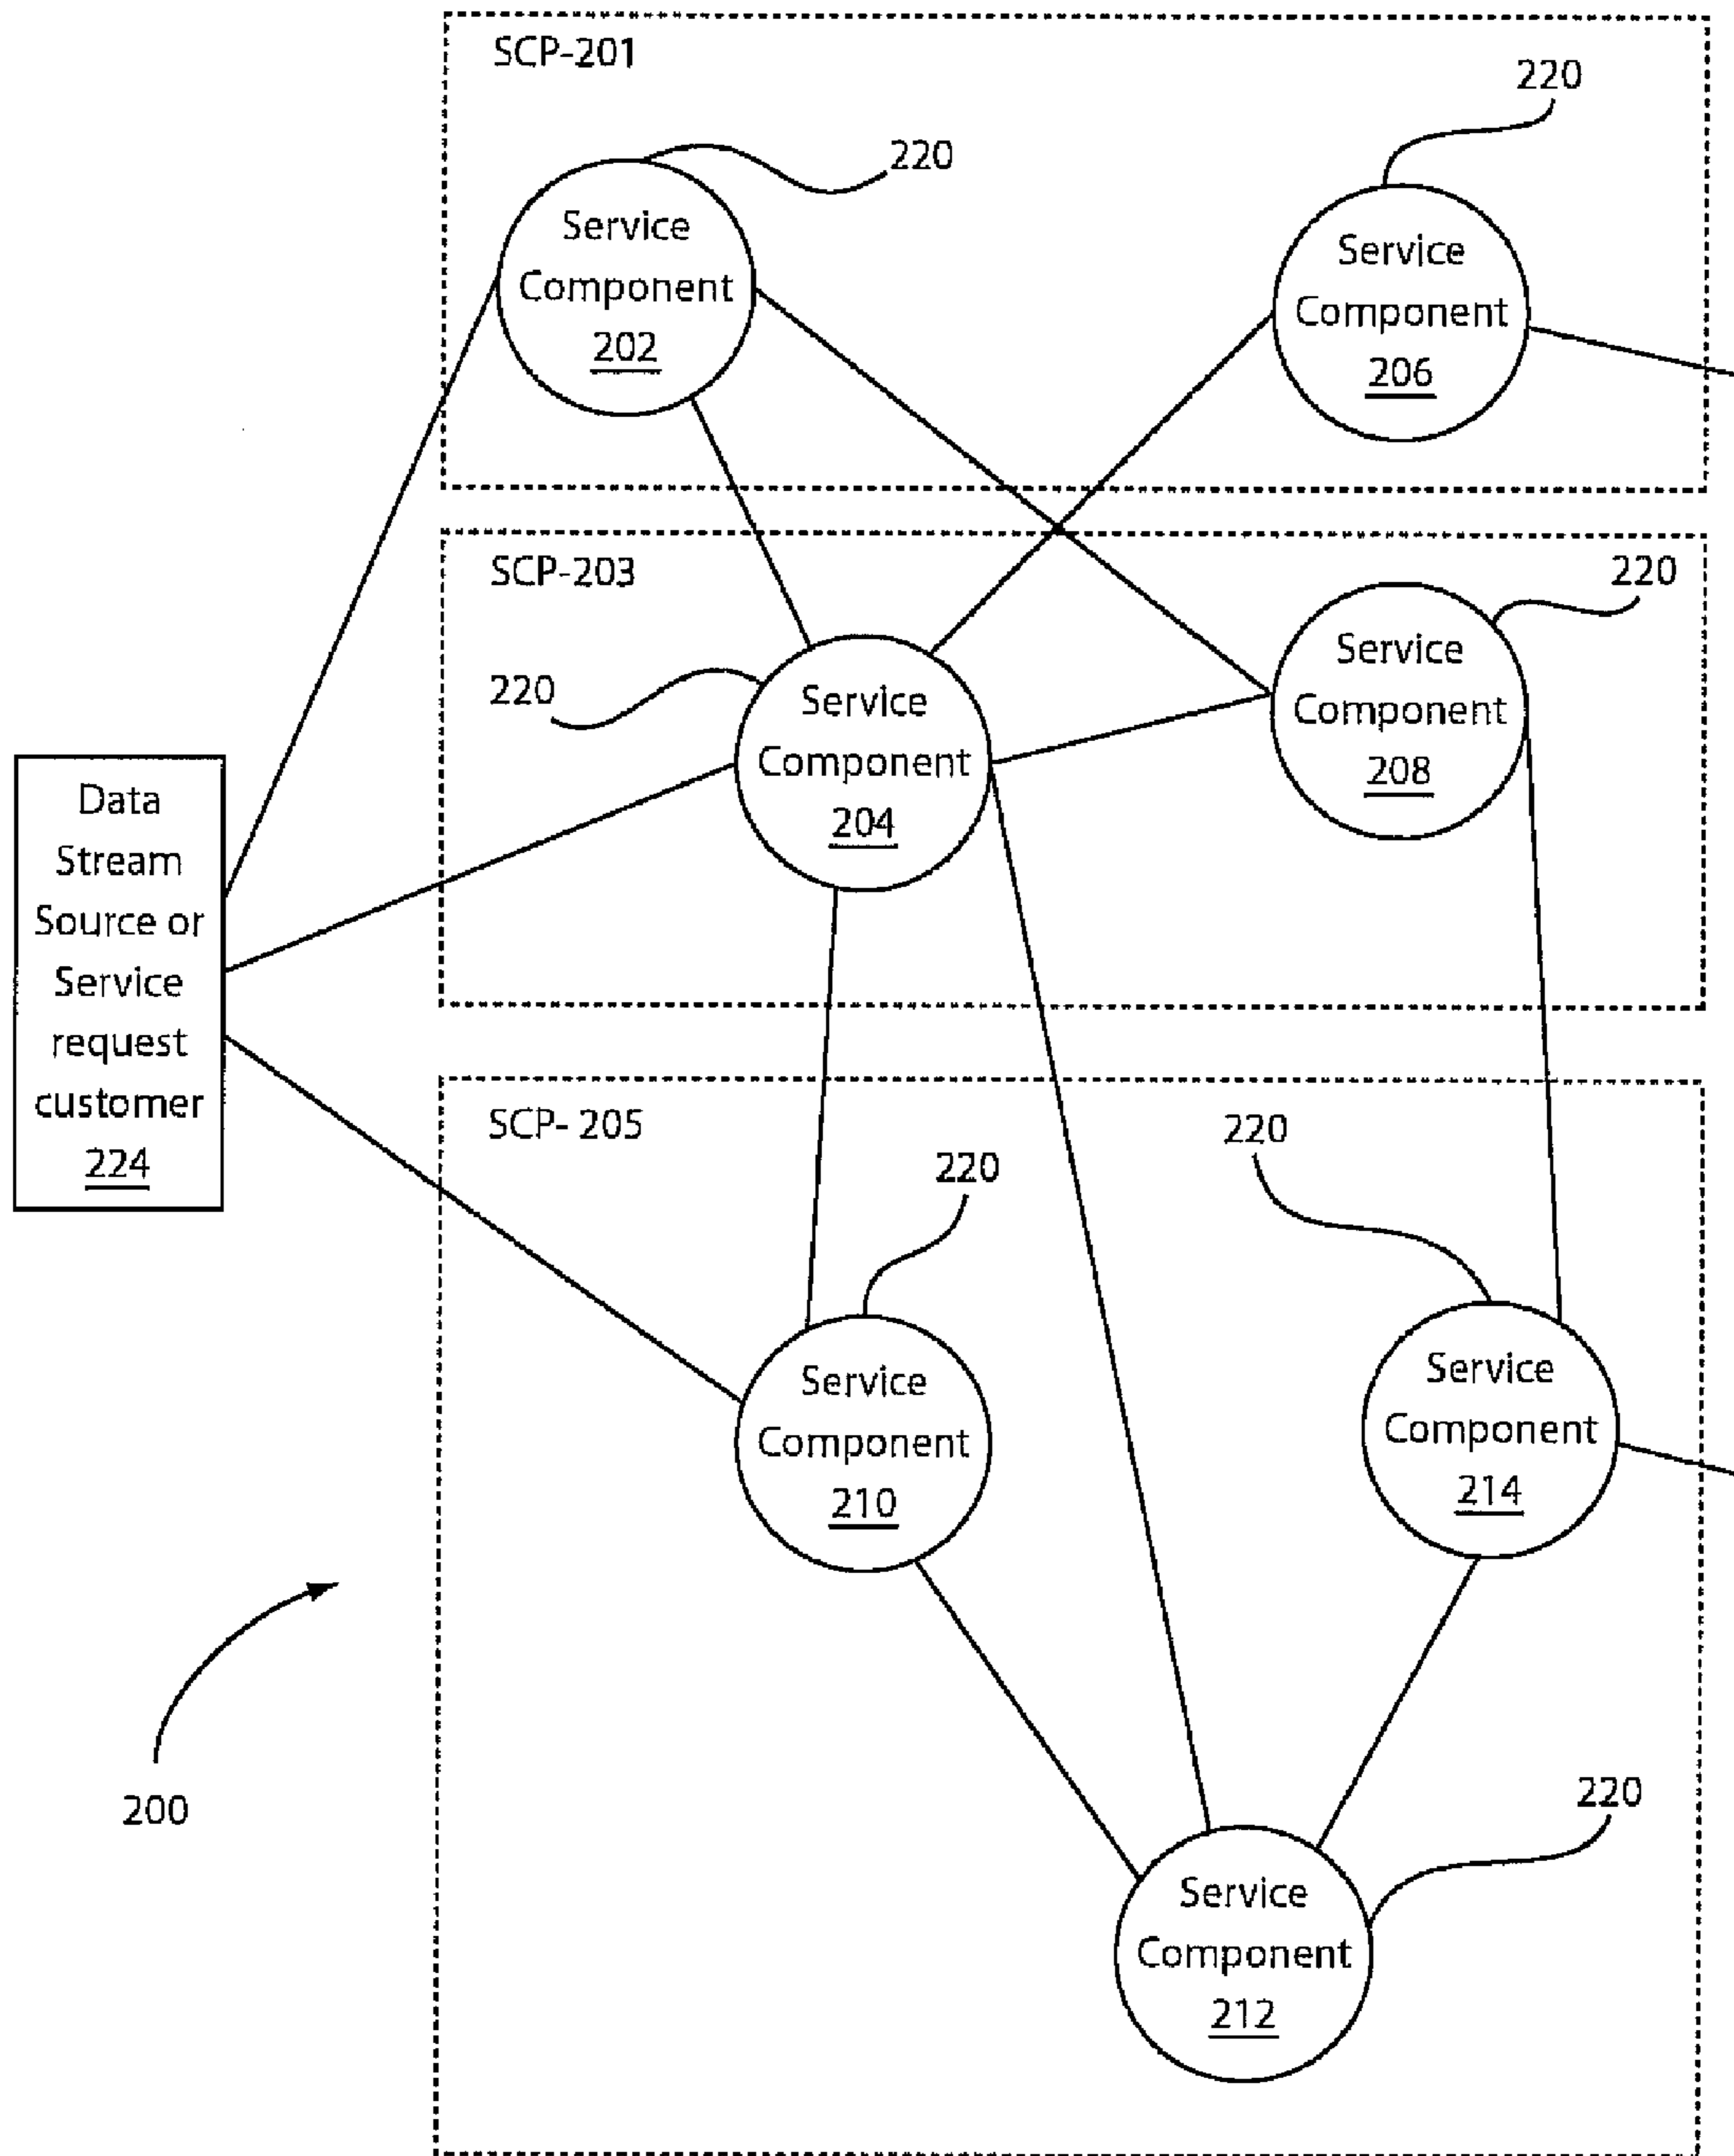 SCP-201
220
220
Service
Component
202
Service
Component
206
SCP-203
220
220
Service
Component
204
Service
Component
208
Data
Stream
Source or
Service
request
customer
224
SCP- 205
220
220
Service
Component
210
Service
Component
214
200
220
Service
Component
212